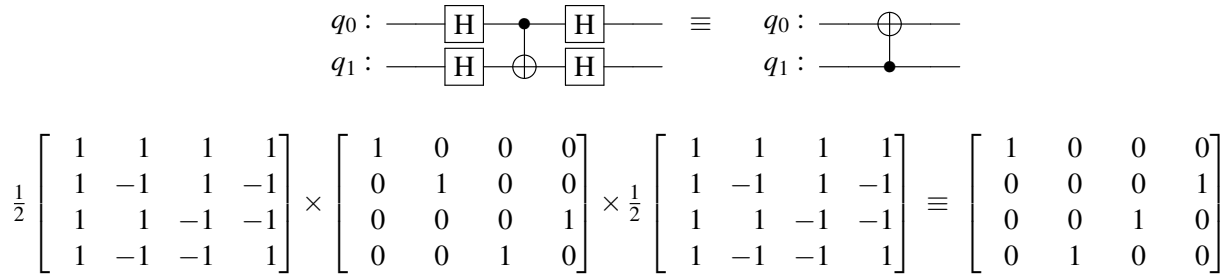 q₀ : H H ≡ q₀ :
q₁ : H H q₁ :
½ [ 1 1 1 1 ; 1 −1 1 −1 ; 1 1 −1 −1 ; 1 −1 −1 1 ] × [ 1 0 0 0 ; 0 1 0 0 ; 0 0 0 1 ; 0 0 1 0 ] × ½ [ 1 1 1 1 ; 1 −1 1 −1 ; 1 1 −1 −1 ; 1 −1 −1 1 ] ≡ [ 1 0 0 0 ; 0 0 0 1 ; 0 0 1 0 ; 0 1 0 0 ]